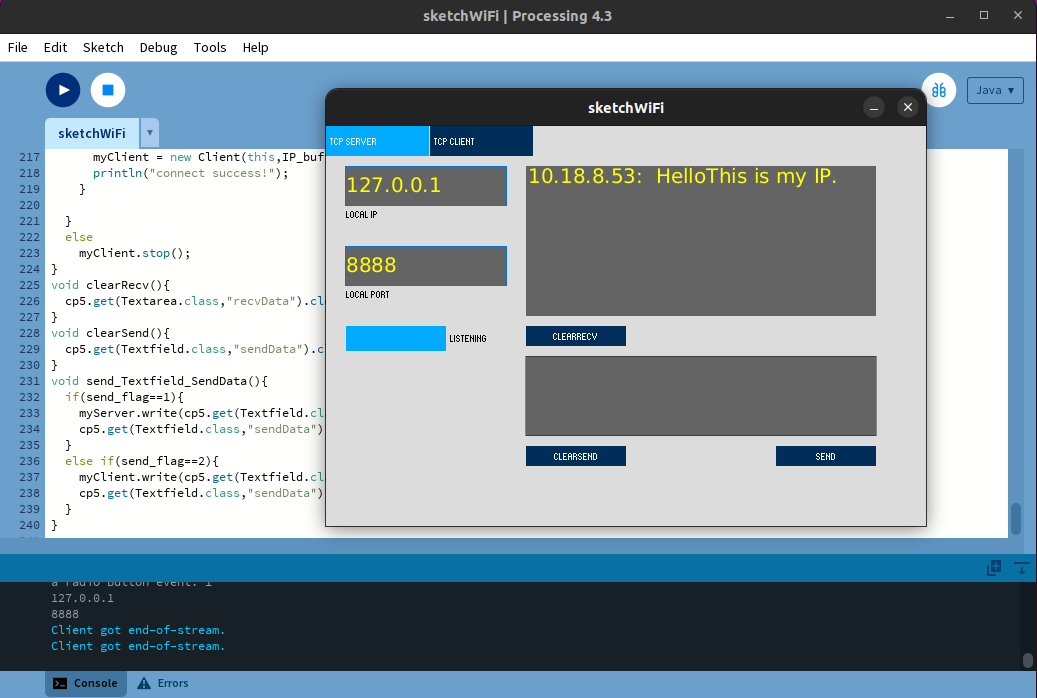 sketchWiFi | Processing 4.3
File Edit Sketch Debug Tools Help
Java ▼
sketchWiFi ▼
217 myClient = new Client(this,IP_buf
218 println("connect success!");
219 }
220
221 }
222 else
223 myClient.stop();
224 }
225 void clearRecv(){
226 cp5.get(Textarea.class,"recvData").cl
227 }
228 void clearSend(){
229 cp5.get(Textfield.class,"sendData").c
230 }
231 void send_Textfield_SendData(){
232 if(send_flag==1){
233 myServer.write(cp5.get(Textfield.cl
234 cp5.get(Textfield.class,"sendData")
235 }
236 else if(send_flag==2){
237 myClient.write(cp5.get(Textfield.cl
238 cp5.get(Textfield.class,"sendData")
239 }
240 }
sketchWiFi
TCP SERVER TCP CLIENT
127.0.0.1
LOCAL IP
8888
LOCAL PORT
LISTENING
10.18.8.53: HelloThis is my IP.
CLEARRECV
CLEARSEND SEND
a radio Button event: 1
127.0.0.1
8888
Client got end-of-stream.
Client got end-of-stream.
Console Errors